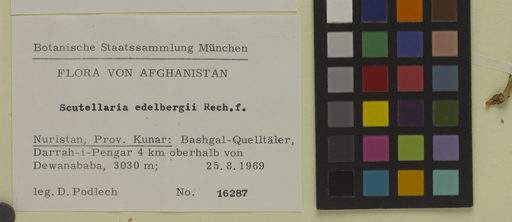 Botanische Staatssammlung München
FLORA VON AFGHANISTAN
Scutellaria edelbergii Rech.f.
Nuristan, Prov. Kunar: Bashgal-Quelltäler,
Darrah-i-Pengar 4 km oberhalb von
Dewanababa, 3030 m; 25.8.1969
leg. D. Podlech No. 16287